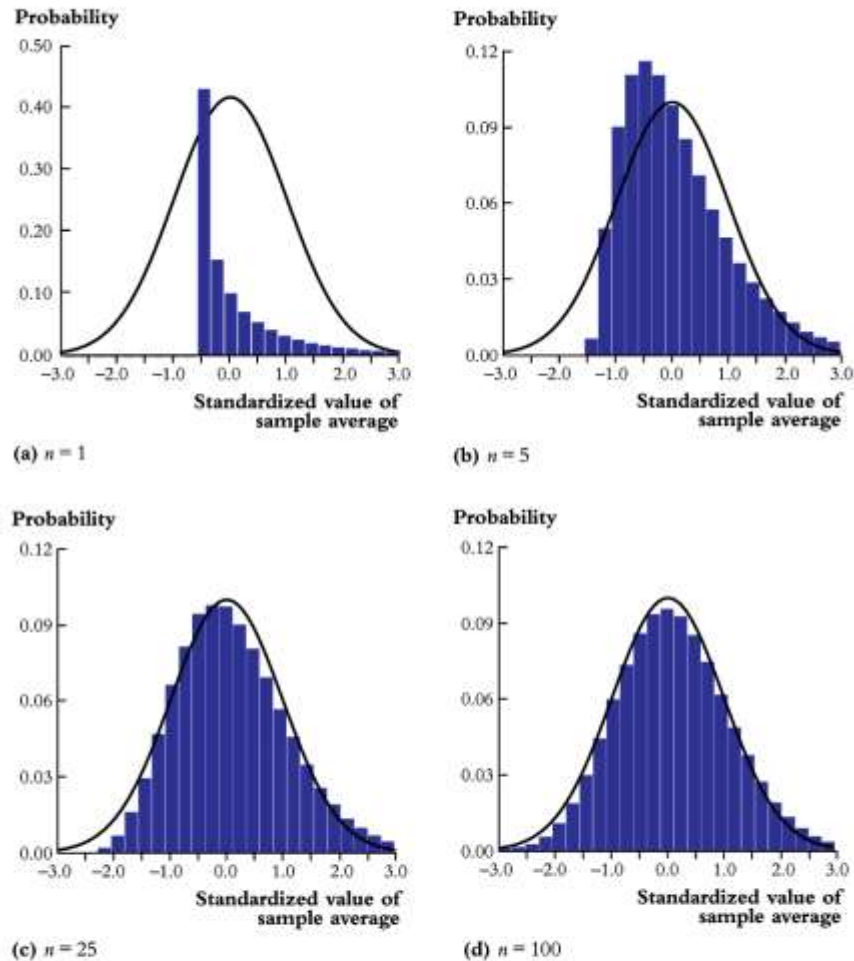 Probability
0.50
0.40
0.30
0.20
0.10
0.00
−3.0 −2.0 −1.0 0.0 1.0 2.0 3.0
Standardized value of
sample average
(a) n = 1
Probability
0.12
0.09
0.06
0.03
0.00
−3.0 −2.0 −1.0 0.0 1.0 2.0 3.0
Standardized value of
sample average
(b) n = 5
Probability
0.12
0.09
0.06
0.03
0.00
−3.0 −2.0 −1.0 0.0 1.0 2.0 3.0
Standardized value of
sample average
(c) n = 25
Probability
0.12
0.09
0.06
0.03
0.00
−3.0 −2.0 −1.0 0.0 1.0 2.0 3.0
Standardized value of
sample average
(d) n = 100